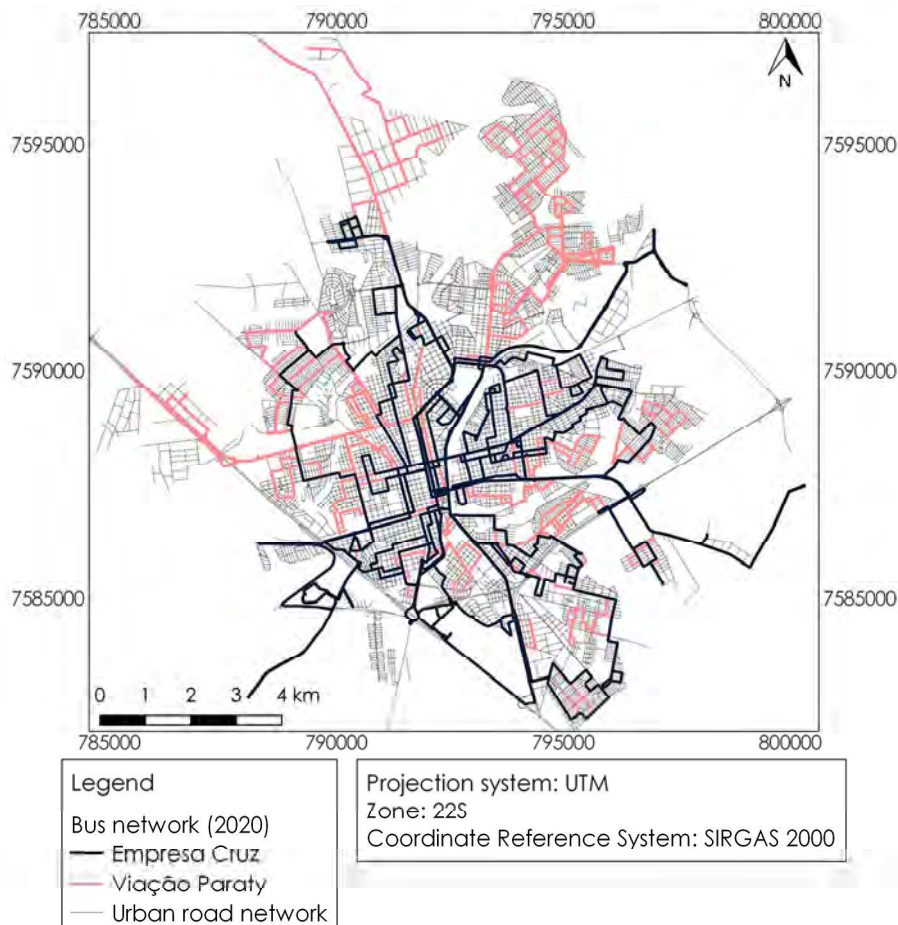 785000 790000 795000 800000
N
7595000 7595000
7590000 7590000
7585000 7585000
0 1 2 3 4 km
785000 790000 795000 800000
Legend
Bus network (2020)
Empresa Cruz
Viação Paraty
Urban road network
Projection system: UTM
Zone: 22S
Coordinate Reference System: SIRGAS 2000